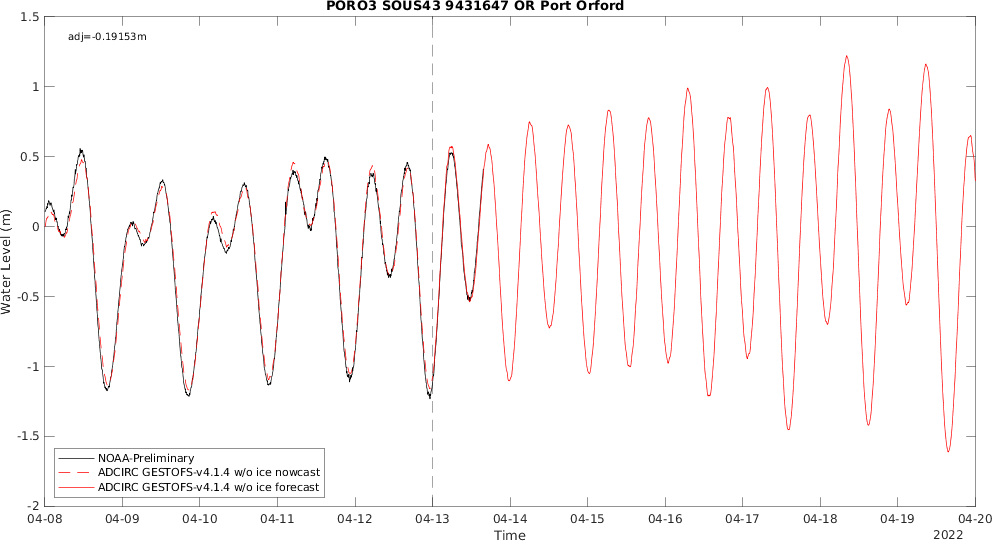 PORO3 SOUS43 9431647 OR Port Orford
adj=-0.19153m
1.5
1
0.5
0
-0.5
-1
-1.5
-2
Water Level (m)
NOAA-Preliminary
ADCIRC GESTOFS-v4.1.4 w/o ice nowcast
ADCIRC GESTOFS-v4.1.4 w/o ice forecast
04-08 04-09 04-10 04-11 04-12 04-13 04-14 04-15 04-16 04-17 04-18 04-19 04-20
Time
2022